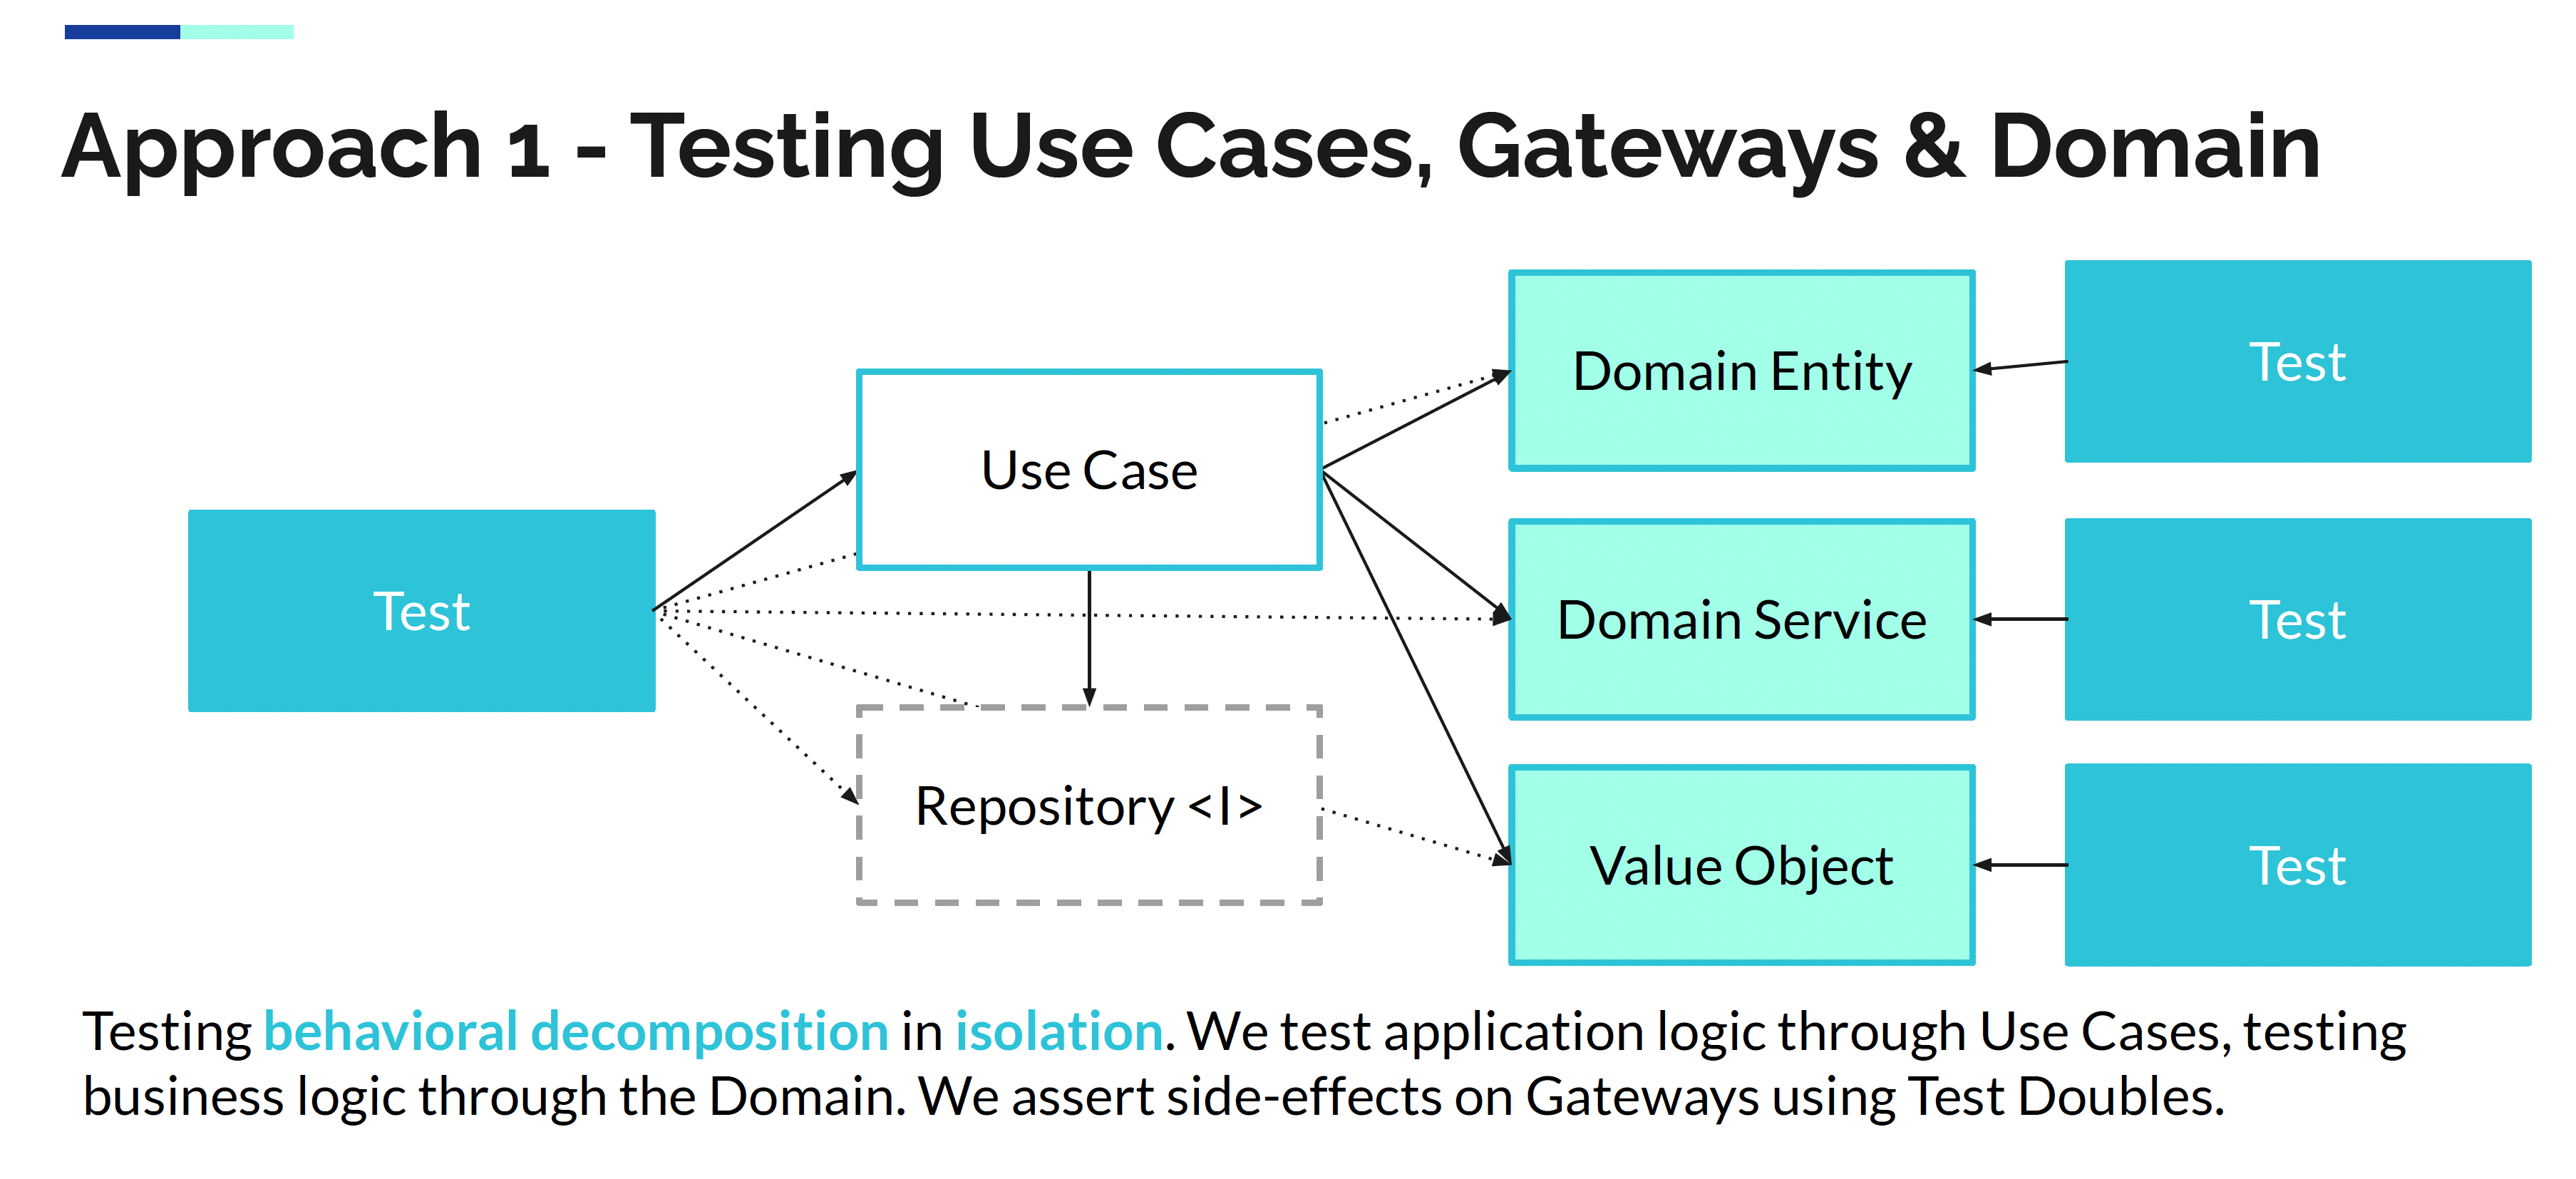 Approach 1 - Testing Use Cases, Gateways & Domain
Domain Entity
Test
Use Case
Test
Domain Service
Test
Repository <I>
Value Object
Test
Testing behavioral decomposition in isolation. We test application logic through Use Cases, testing
business logic through the Domain. We assert side-effects on Gateways using Test Doubles.